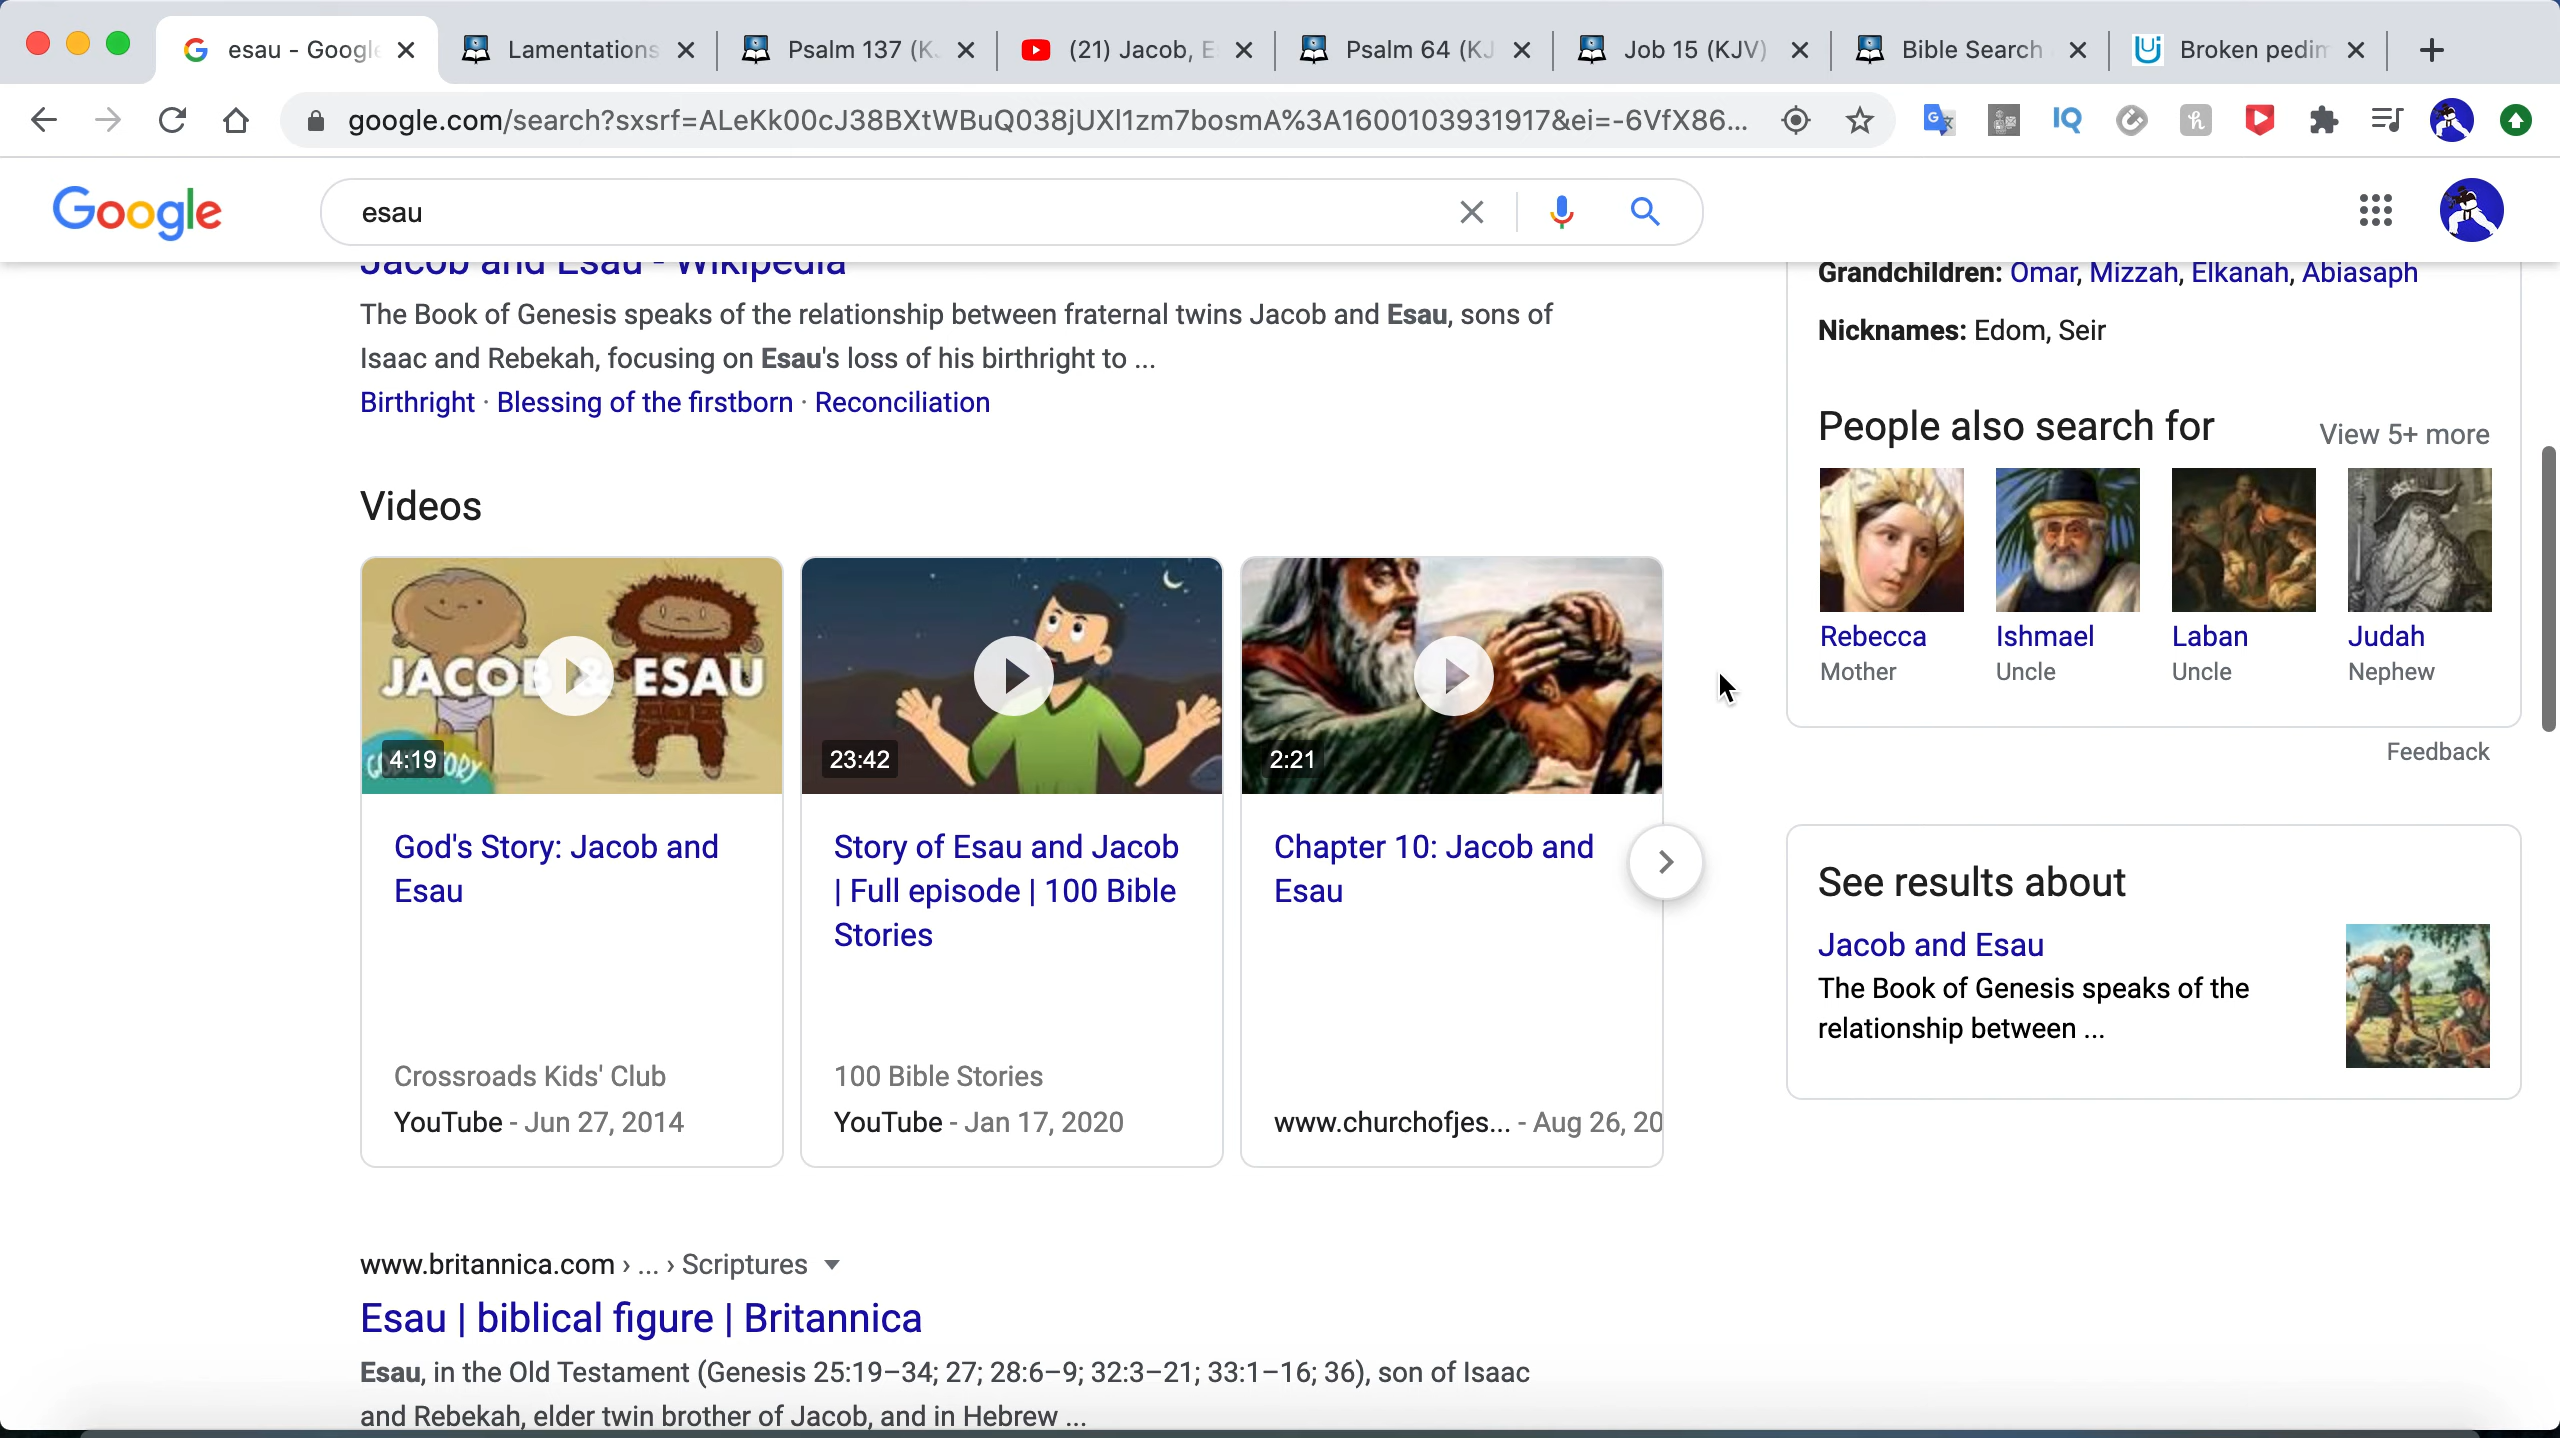 esau - Google
Lamentations
Psalm 137 (KJ
(21) Jacob, E
Psalm 64 (KJ
Job 15 (KJV)
Bible Search
Broken pedim
google.com/search?sxsrf=ALeKk00cJ38BXtWBuQ038jUXl1zm7bosmA%3A1600103931917&ei=-6VfX86...
IQ
Google
esau
Jacob and Esau - Wikipedia
The Book of Genesis speaks of the relationship between fraternal twins Jacob and Esau, sons of
Isaac and Rebekah, focusing on Esau's loss of his birthright to ...
Birthright · Blessing of the firstborn · Reconciliation
Videos
JACOB & ESAU
4:19
23:42
2:21
God's Story: Jacob and
Esau
Crossroads Kids' Club
YouTube - Jun 27, 2014
Story of Esau and Jacob
| Full episode | 100 Bible
Stories
100 Bible Stories
YouTube - Jan 17, 2020
Chapter 10: Jacob and
Esau
www.churchofjes... - Aug 26, 20
www.britannica.com › ... › Scriptures
Esau | biblical figure | Britannica
Esau, in the Old Testament (Genesis 25:19–34; 27; 28:6–9; 32:3–21; 33:1–16; 36), son of Isaac
and Rebekah, elder twin brother of Jacob, and in Hebrew ...
Grandchildren: Omar, Mizzah, Elkanah, Abiasaph
Nicknames: Edom, Seir
People also search for
View 5+ more
Rebecca
Mother
Ishmael
Uncle
Laban
Uncle
Judah
Nephew
Feedback
See results about
Jacob and Esau
The Book of Genesis speaks of the
relationship between ...